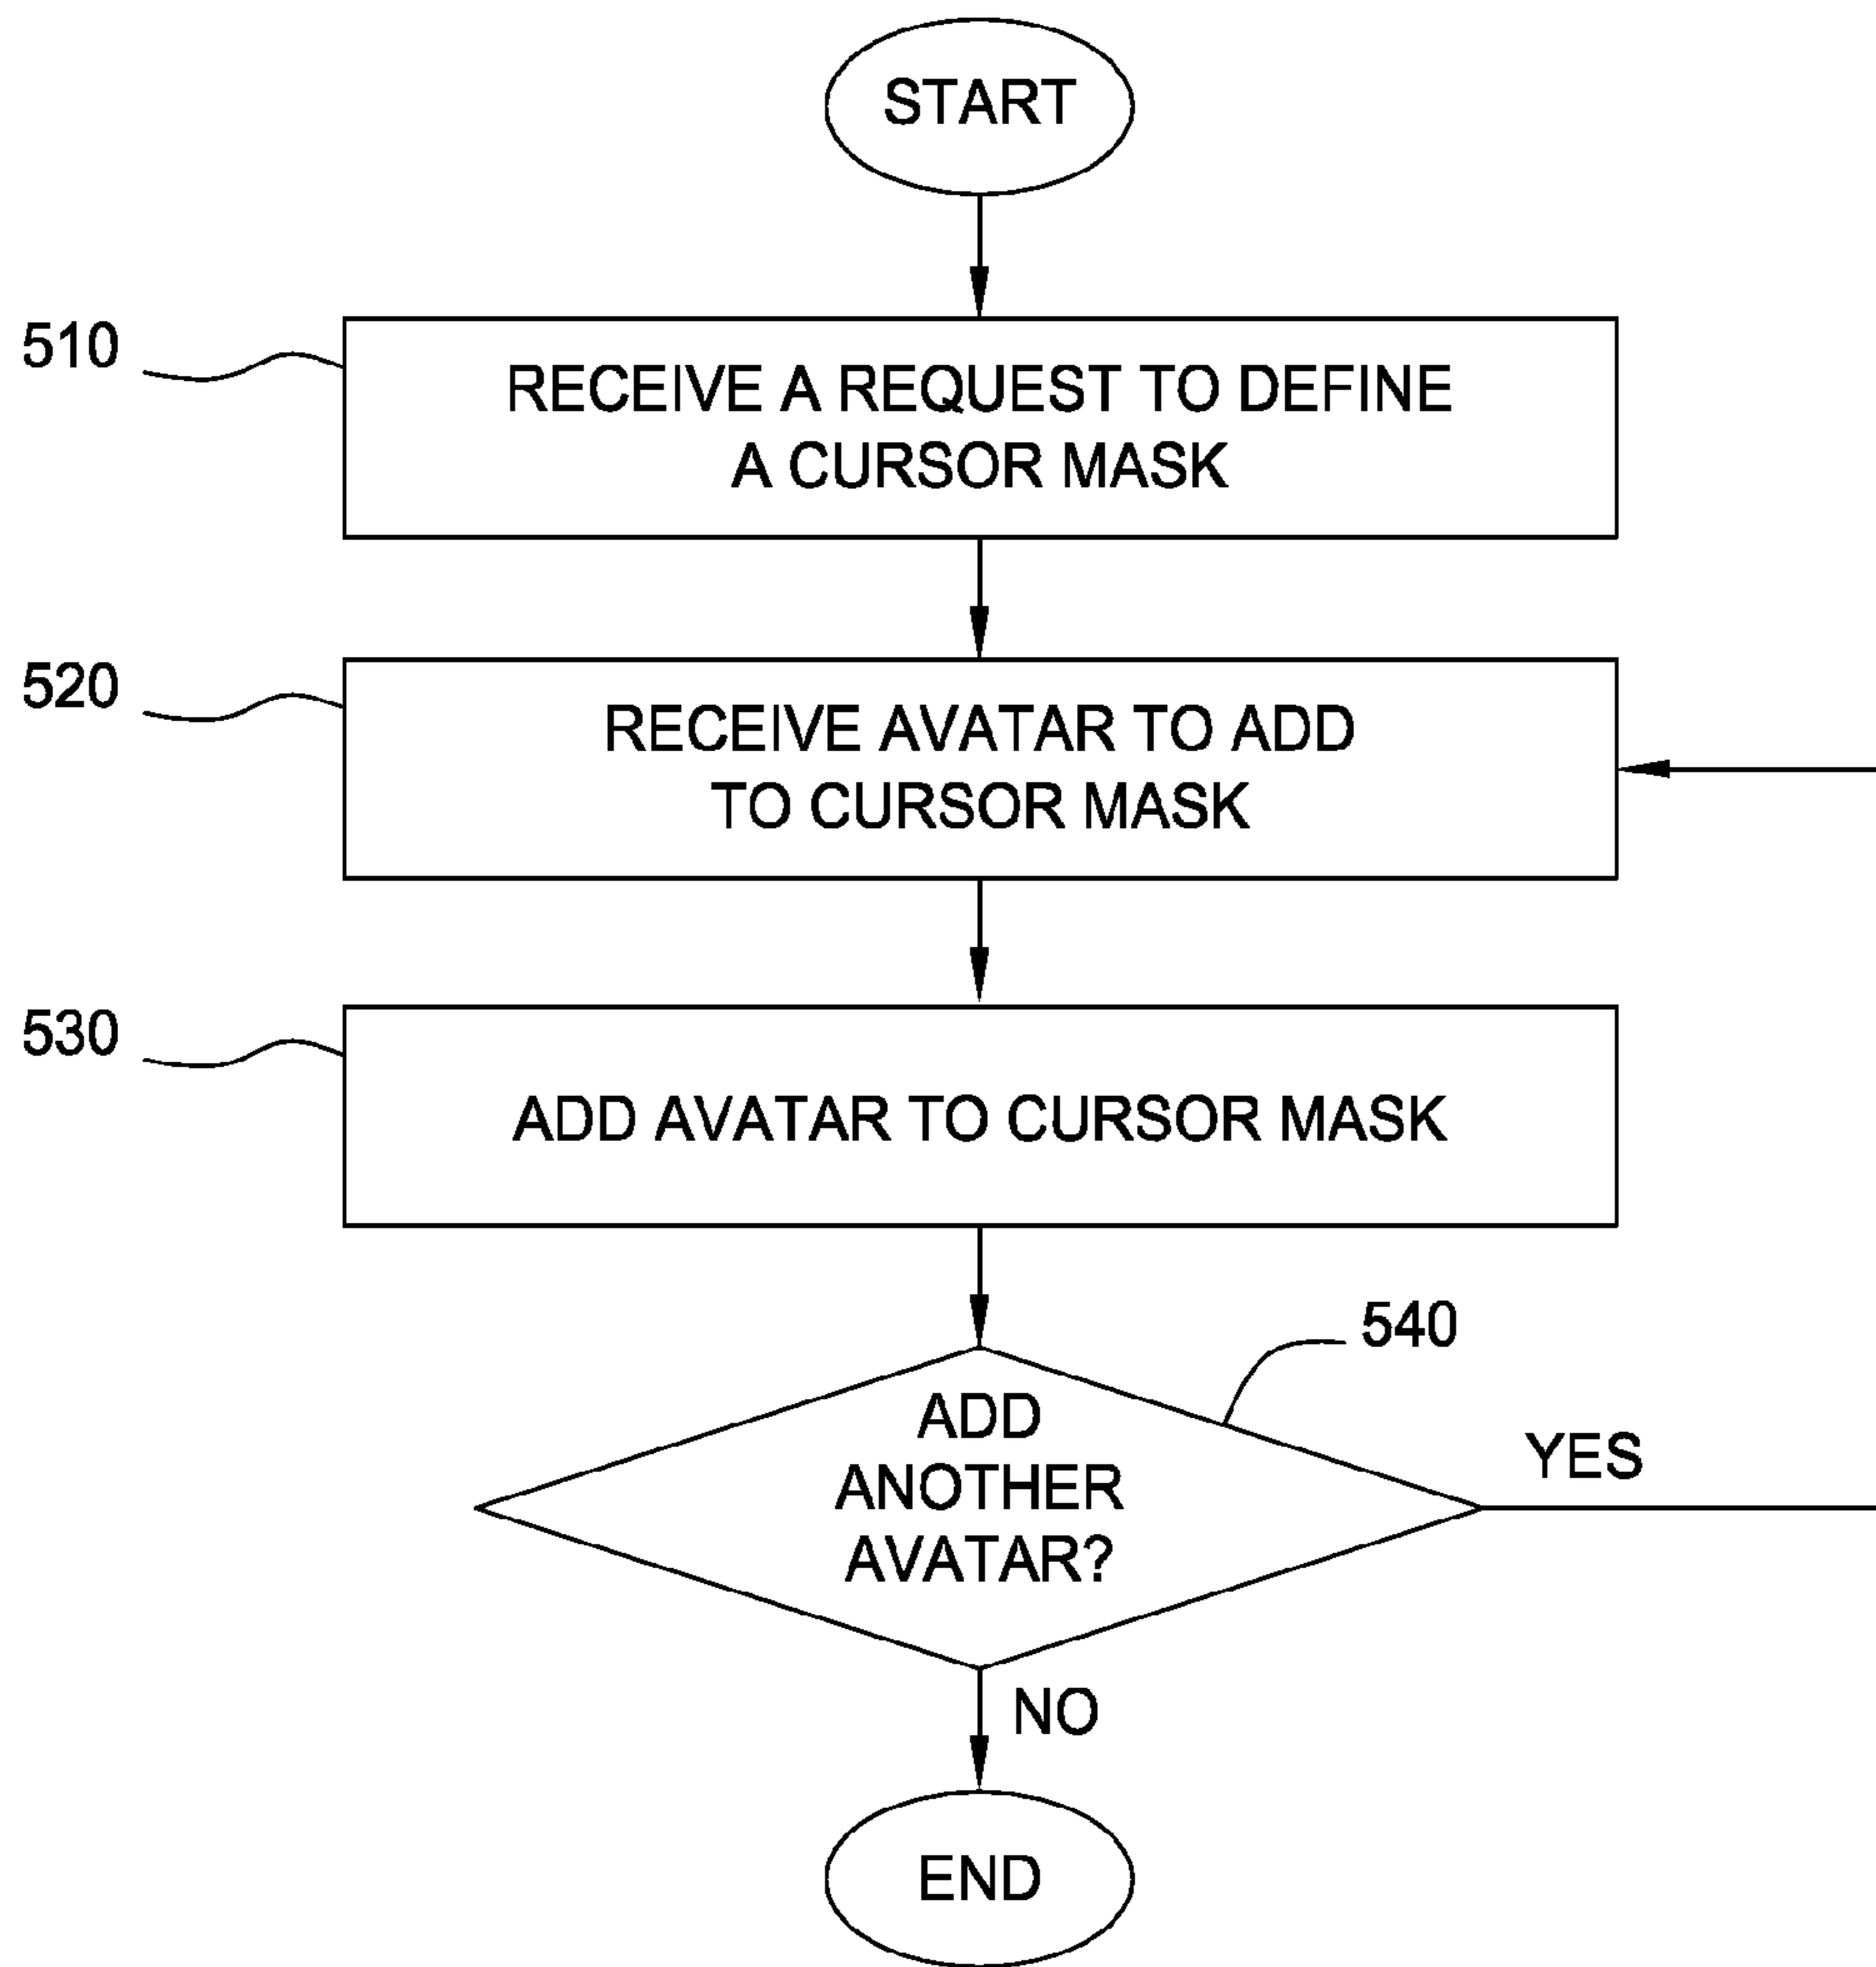 START
510
RECEIVE A REQUEST TO DEFINE
A CURSOR MASK
520
RECEIVE AVATAR TO ADD
TO CURSOR MASK
530
ADD AVATAR TO CURSOR MASK
540
ADD
ANOTHER
AVATAR?
YES
NO
END